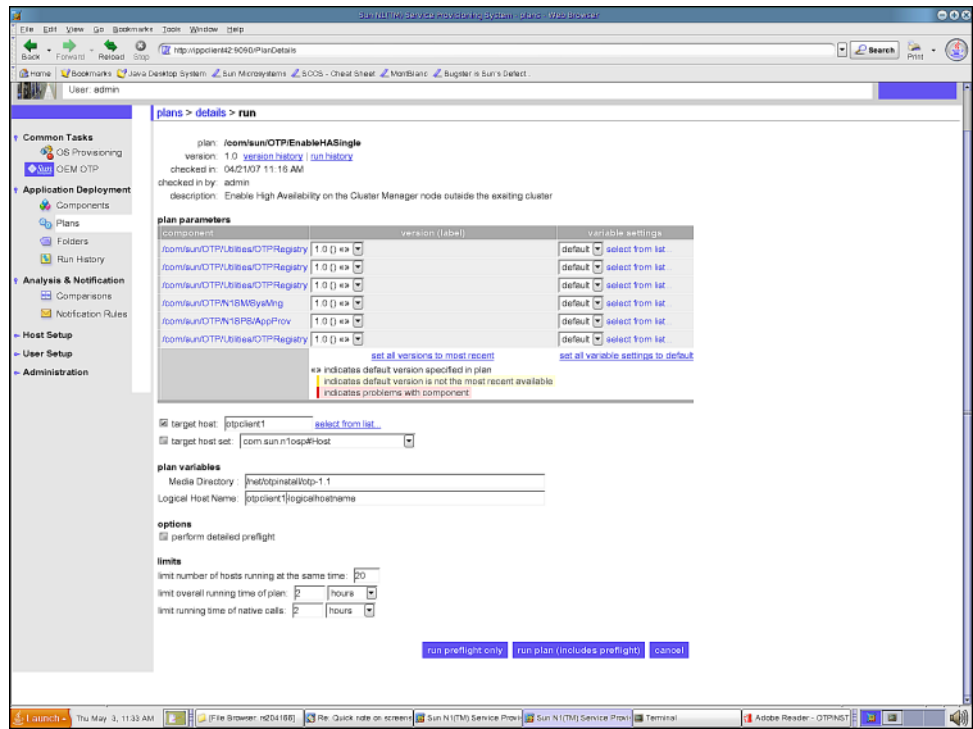 Sun N1(TM) Service Provisioning System - plans - Web Browser
File Edit View Go Bookmarks Tools Window Help
Back Forward Reload Stop
http://otpclient42:9090/PlanDetails
Search
Print
Home Bookmarks Java Desktop System Sun Microsystems SCCS - Cheat Sheet MontBlanc Bugster is Sun's Defect...
User: admin
plans > details > run
Common Tasks
OS Provisioning
Sun OEM OTP
Application Deployment
Components
Plans
Folders
Run History
Analysis & Notification
Comparisons
Notification Rules
Host Setup
User Setup
Administration
plan: /com/sun/OTP/EnableHASingle
version: 1.0 version history | run history
checked in: 04/21/07 11:16 AM
checked in by: admin
description: Enable High Availability on the Cluster Manager node outside the exsiting cluster
plan parameters
component version (label) variable settings
/com/sun/OTP/Utilities/OTPRegistry 1.0 () «» default select from list...
/com/sun/OTP/Utilities/OTPRegistry 1.0 () «» default select from list...
/com/sun/OTP/Utilities/OTPRegistry 1.0 () «» default select from list...
/com/sun/OTP/N1SM/SysMng 1.0 () «» default select from list...
/com/sun/OTP/N1SPS/AppProv 1.0 () «» default select from list...
/com/sun/OTP/Utilities/OTPRegistry 1.0 () «» default select from list...
set all versions to most recent set all variable settings to default
«» indicates default version specified in plan
indicates default version is not the most recent available
indicates problems with component
target host: otpclient1 select from list...
target host set: com.sun.n1osp#Host
plan variables
Media Directory : /net/otpinstall/otp-1.1
Logical Host Name: otpclient1-logicalhostname
options
perform detailed preflight
limits
limit number of hosts running at the same time: 20
limit overall running time of plan: 2 hours
limit running time of native calls: 2 hours
run preflight only run plan (includes preflight) cancel
Launch Thu May 3, 11:33 AM [File Browser: rs204166] Re: Quick note on screens Sun N1(TM) Service Provi Sun N1(TM) Service Provi Terminal Adobe Reader - OTPINST